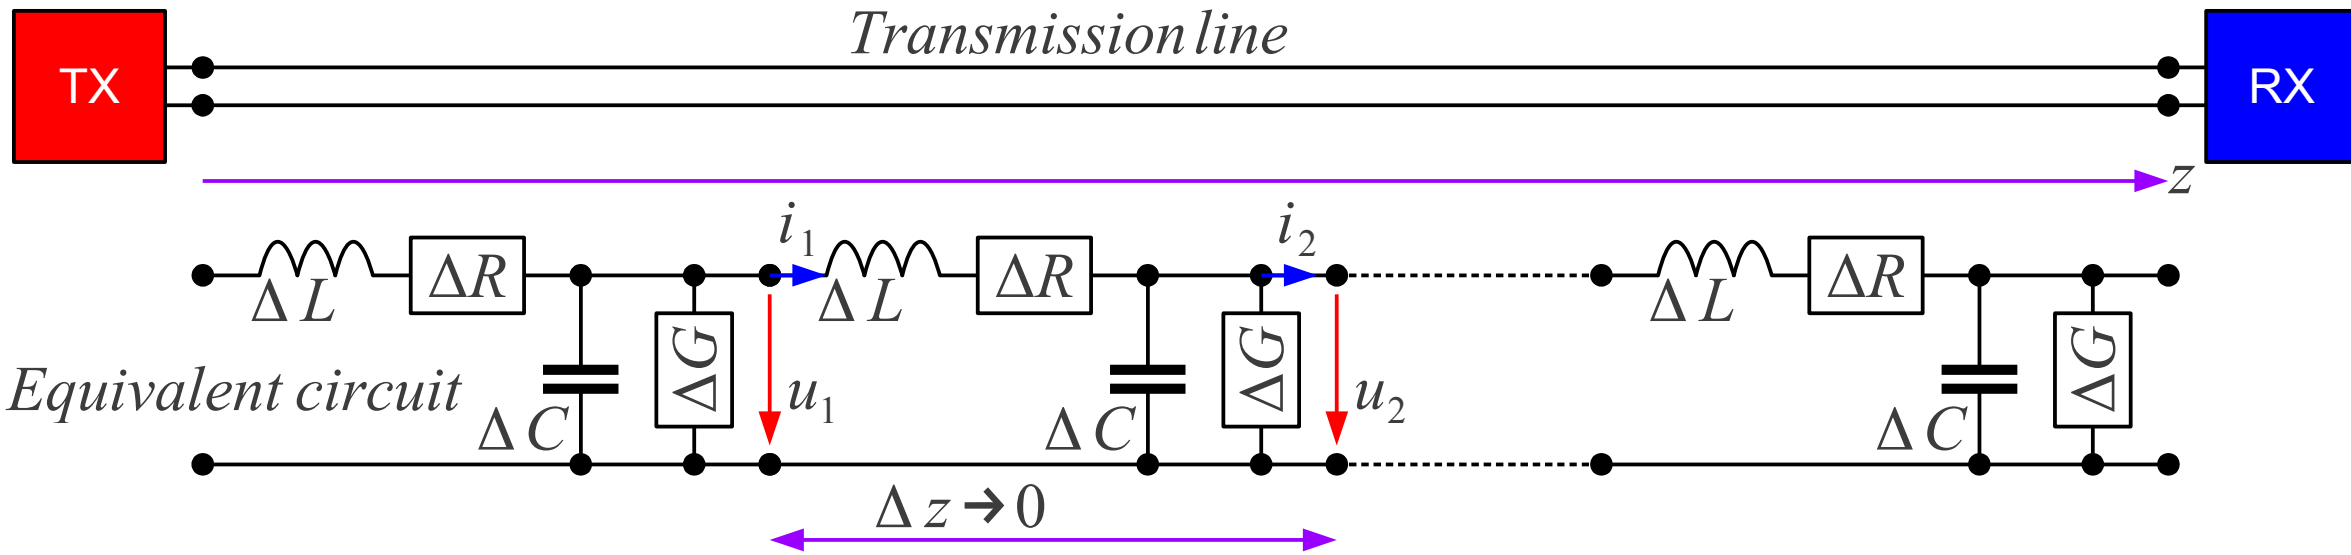 Transmission line
TX
RX
z
i1
i2
ΔL
ΔR
ΔL
ΔR
ΔL
ΔR
ΔG
u1
ΔG
u2
ΔG
Equivalent circuit
ΔC
ΔC
ΔC
Δz→0